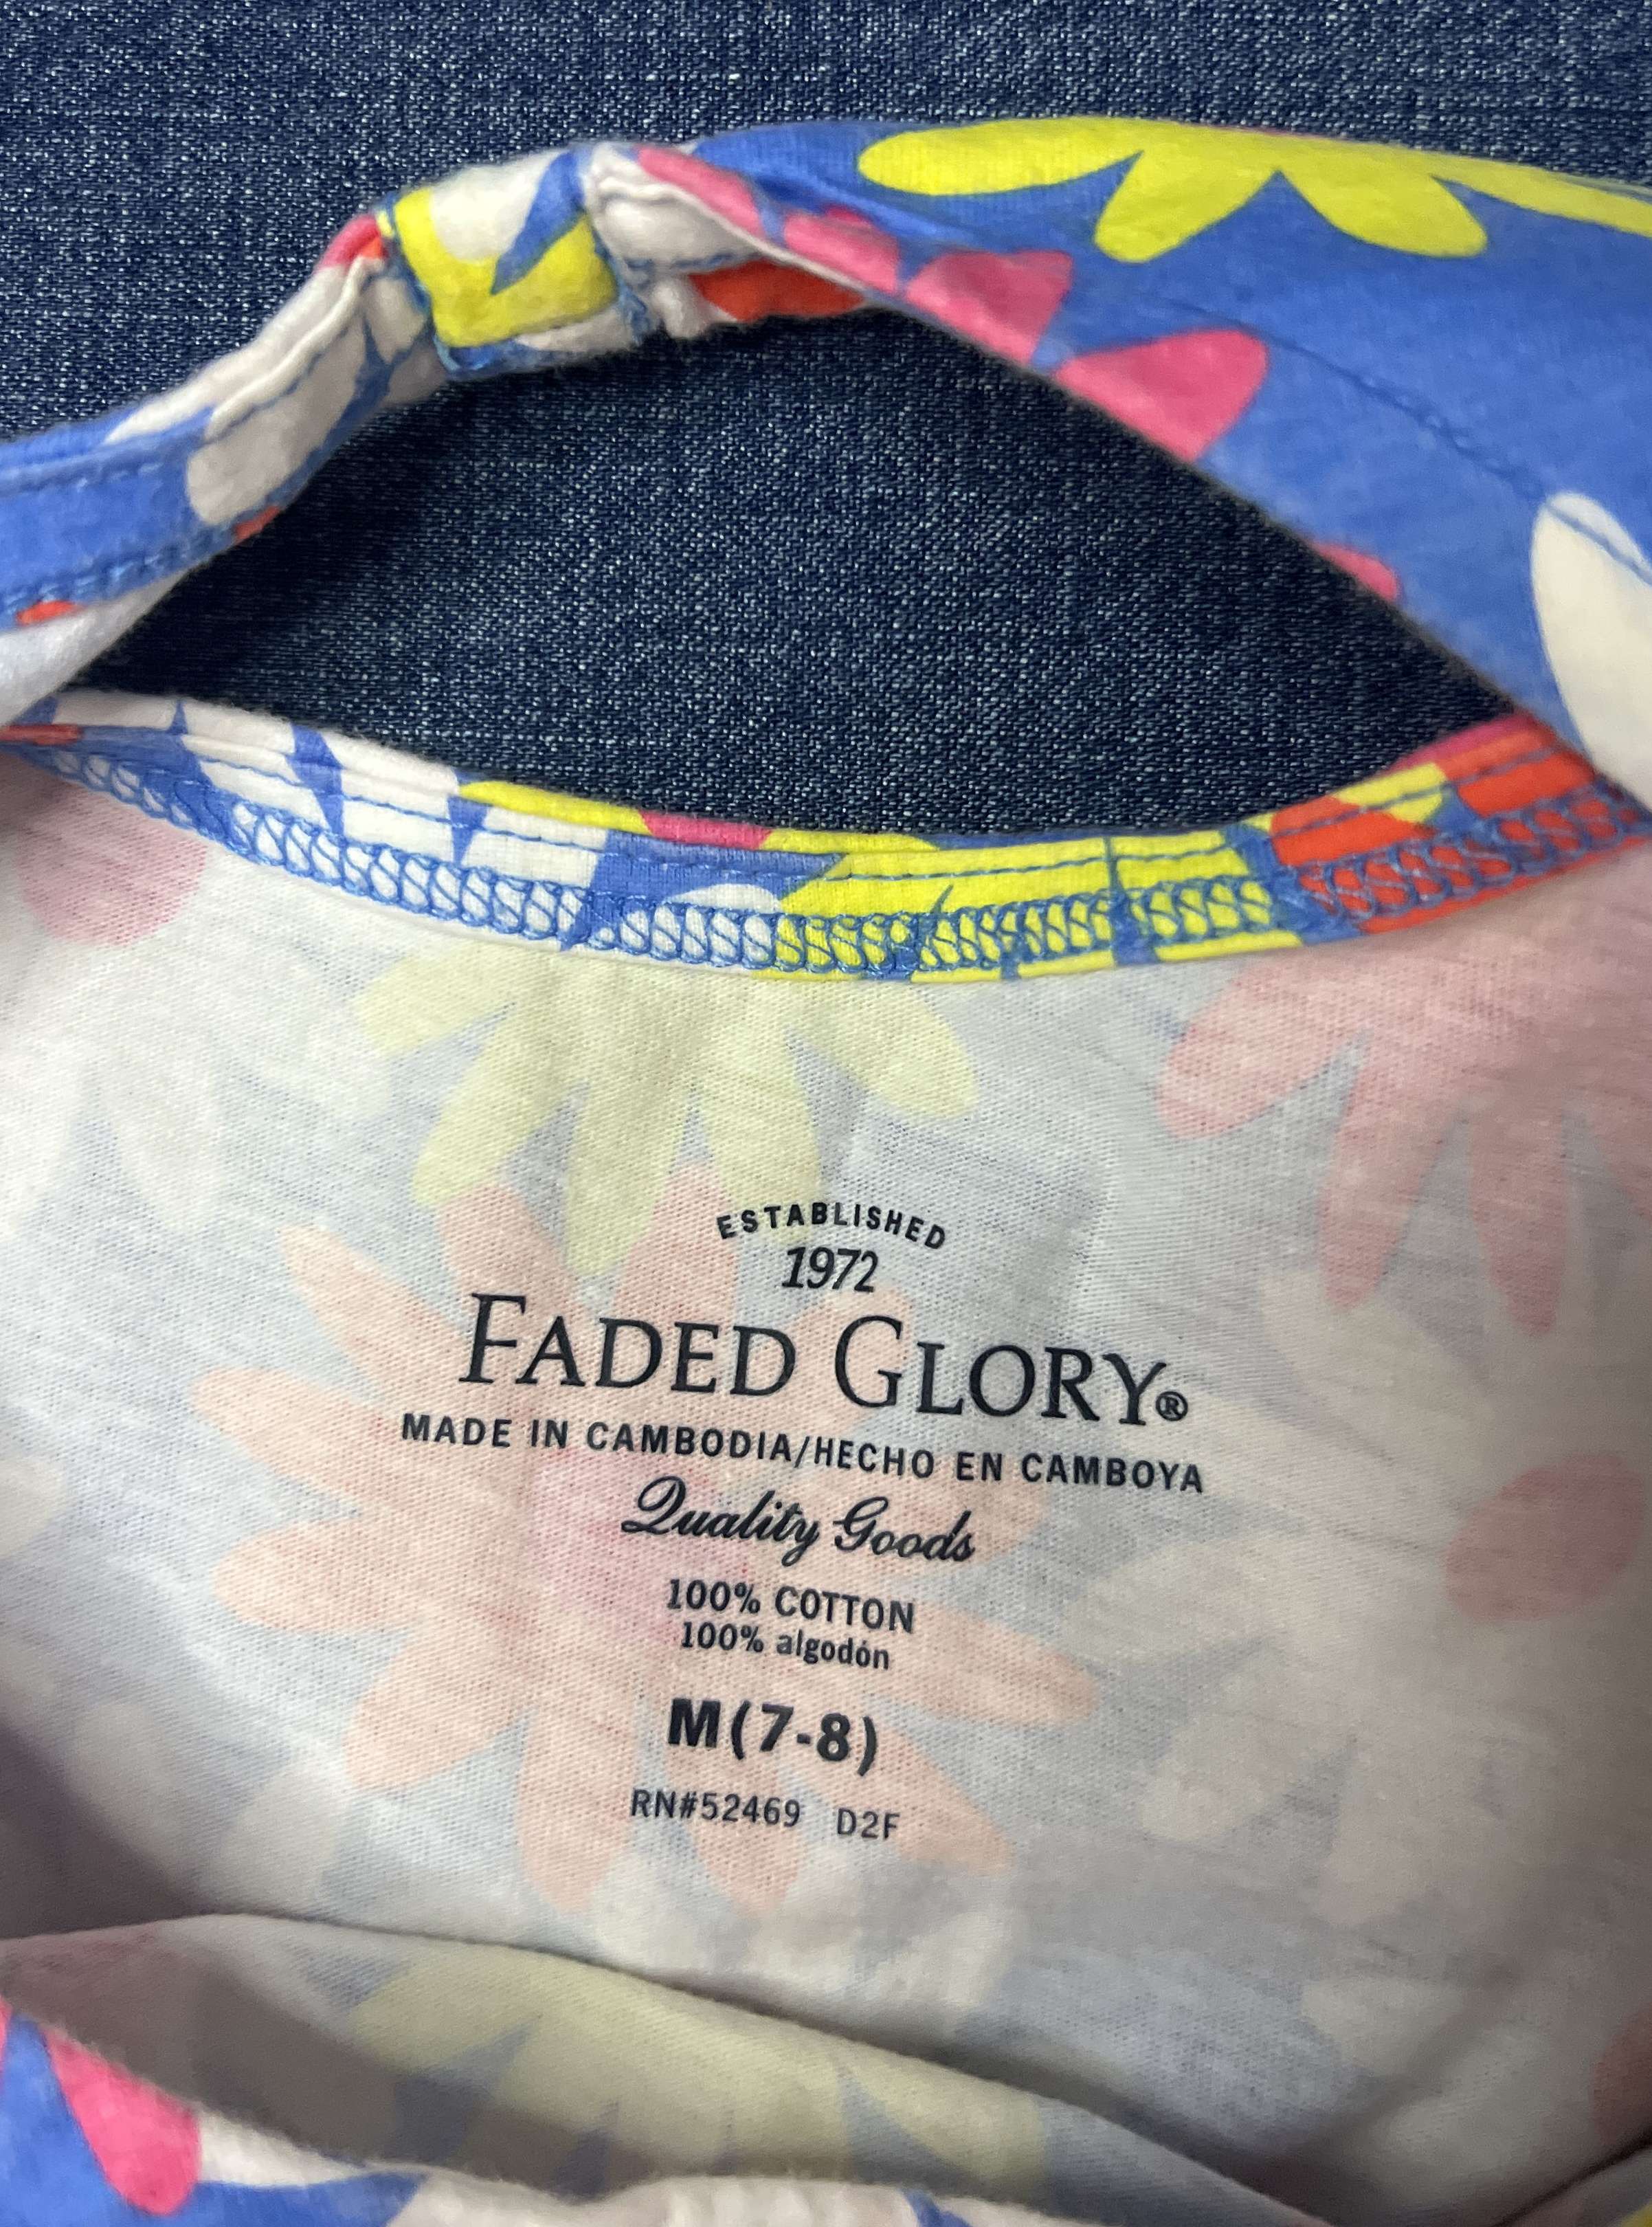 ESTABLISHED
1972
FADED GLORY®
MADE IN CAMBODIA/HECHO EN CAMBOYA
Quality Goods
100% COTTON
100% algodón
M(7-8)
RN#52469 D2F